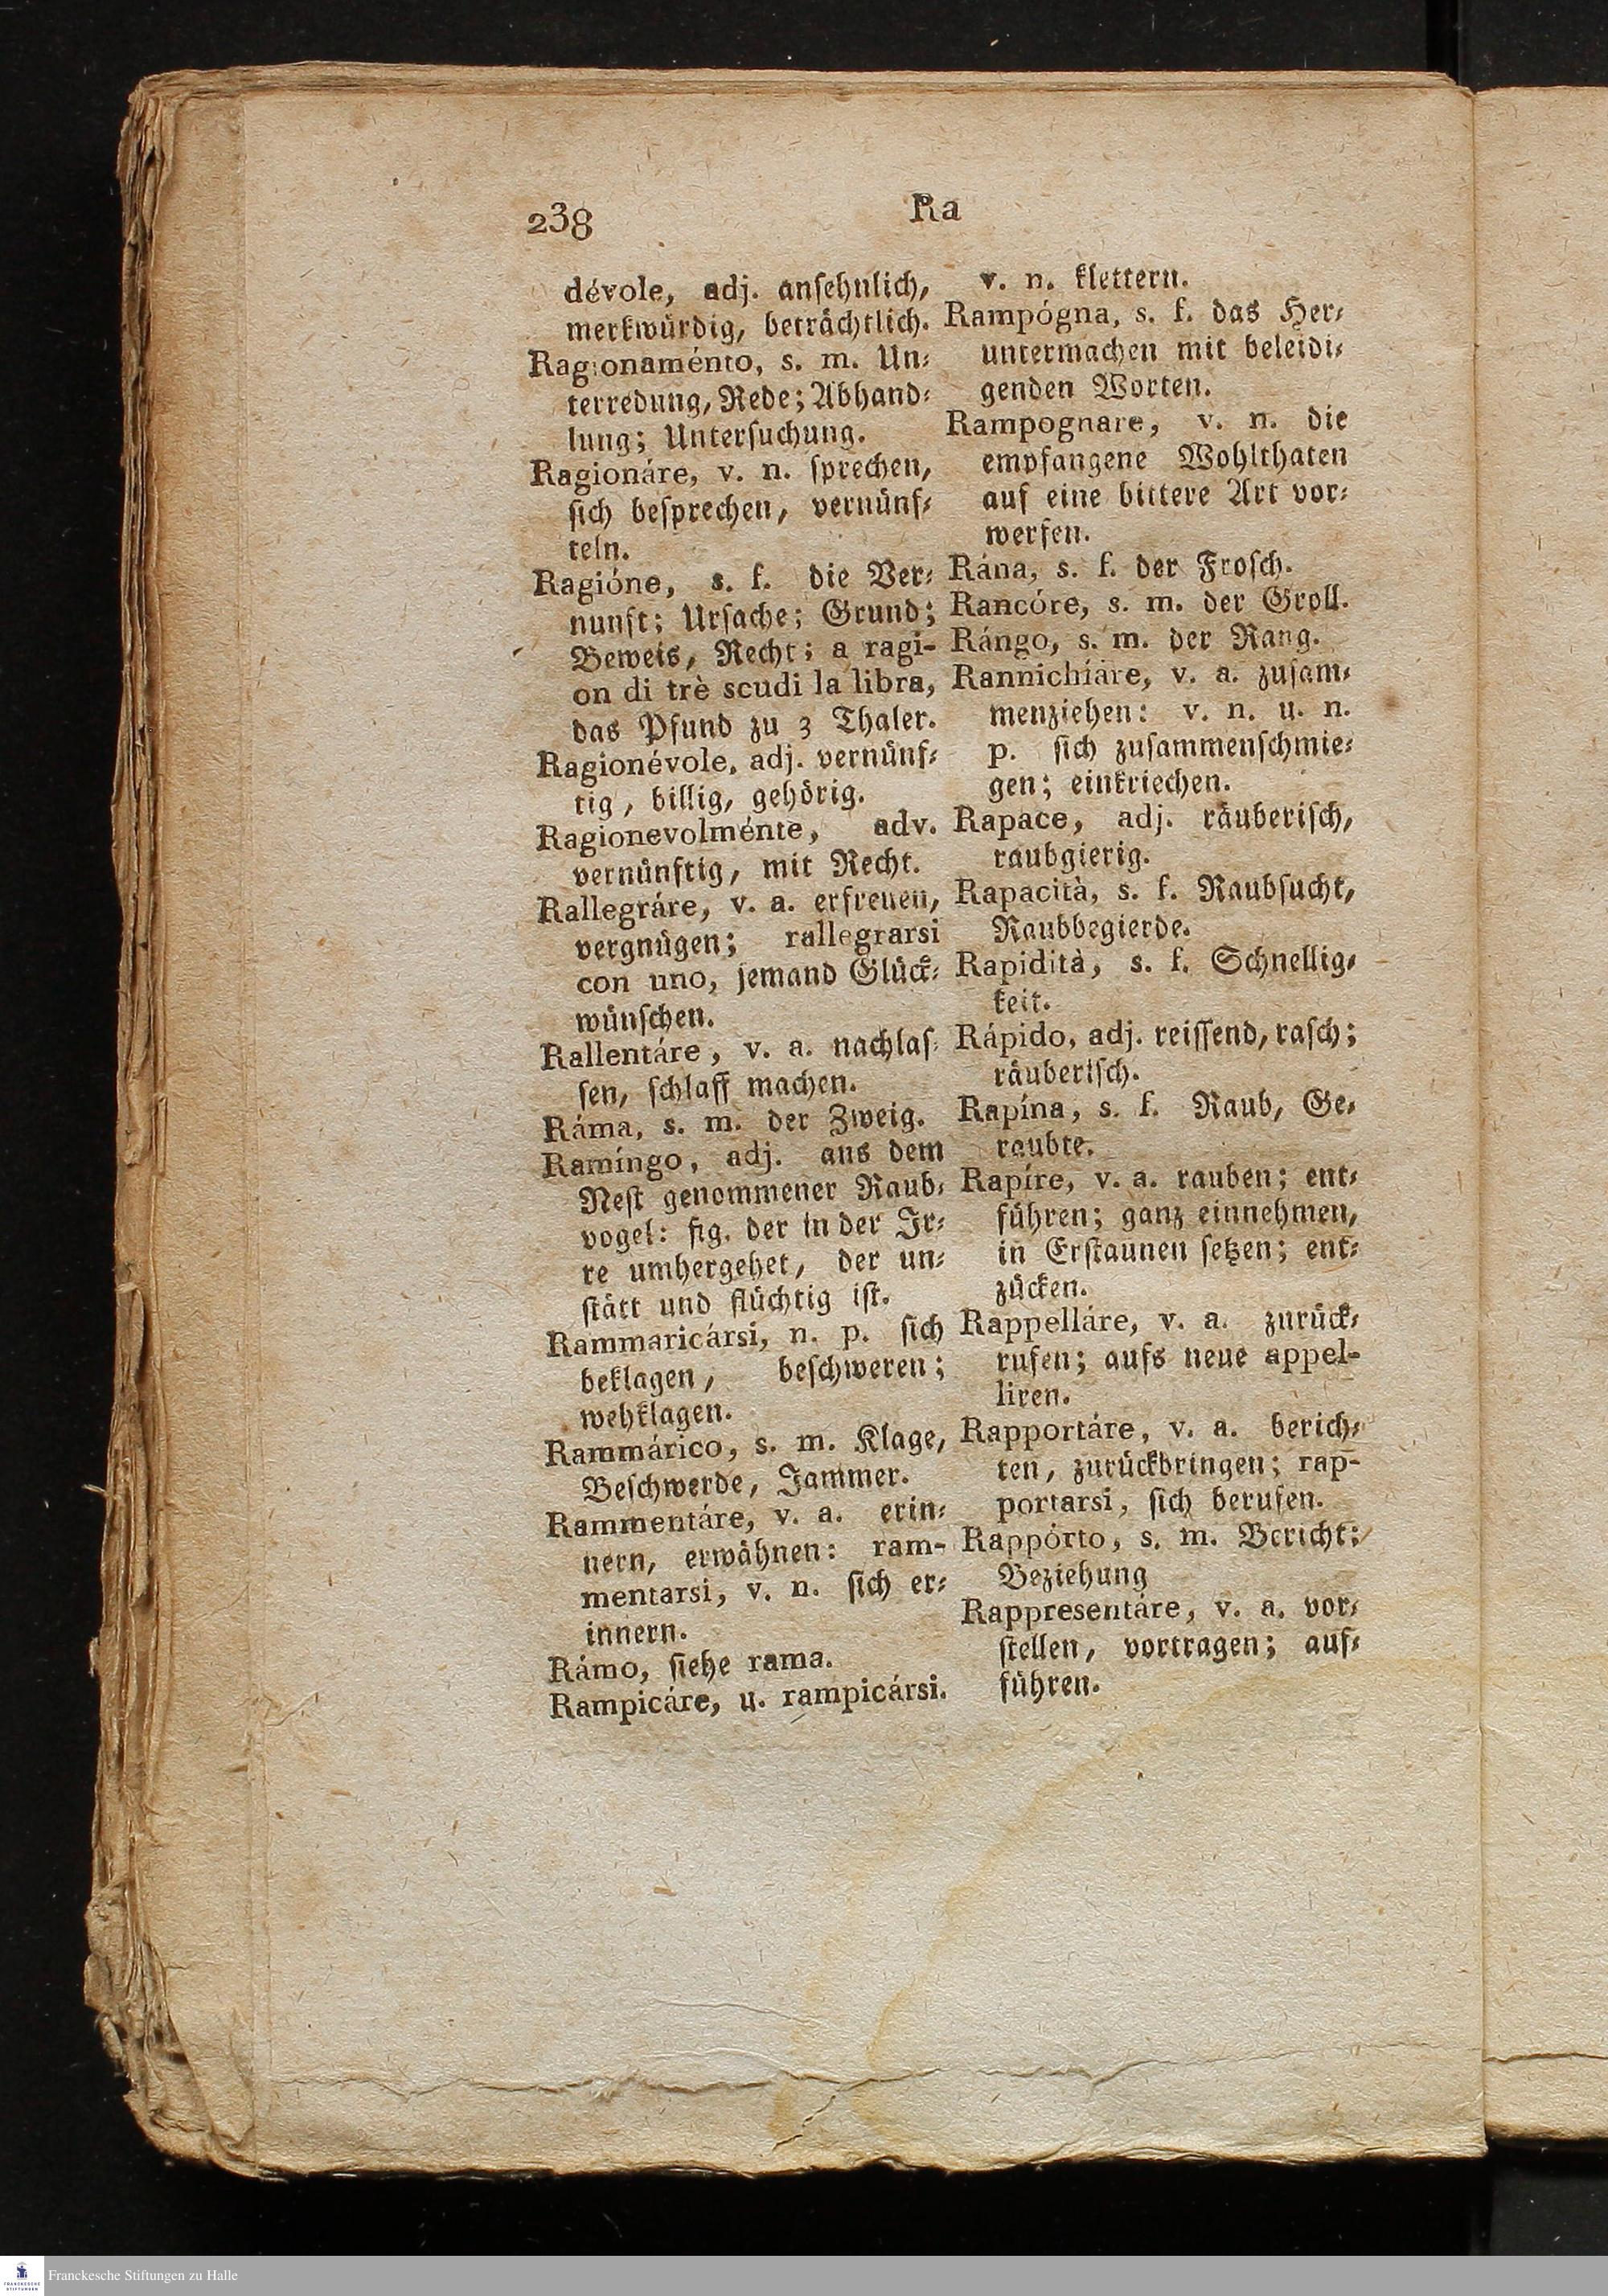 238
Ra
dévole, adj. ansehnlich,
merkwürdig, beträchtlich.
Ragionaménto, s. m. Un-
terredung, Rede; Abhand-
lung; Untersuchung.
Ragionáre, v. n. sprechen,
sich besprechen, vernünf-
teln.
Ragióne, s. f. die Ver-
nunft; Ursache; Grund;
Beweis, Recht; a ragi-
on di trè scudi la libra,
das Pfund zu 3 Thaler.
Ragionévole, adj. vernünf-
tig, billig, gehörig.
Ragionevolménte, adv.
vernünftig, mit Recht.
Rallegráre, v. a. erfreuen,
vergnügen; rallegrarsi
con uno, jemand Glück-
wünschen.
Rallentáre, v. a. nachlas-
sen, schlaff machen.
Ráma, s. m. der Zweig.
Ramíngo, adj. aus dem
Nest genommener Raub-
vogel: fig. der in der Ir-
re umhergehet, der un-
stätt und flüchtig ist.
Rammaricársi, n. p. sich
beklagen, beschweren;
wehklagen.
Rammárico, s. m. Klage,
Beschwerde, Jammer.
Rammentáre, v. a. erin-
nern, erwähnen: ram-
mentarsi, v. n. sich er-
innern.
Rámo, siehe rama.
Rampicáre, u. rampicársi.
v. n. klettern.
Rampógna, s. f. das Her-
untermachen mit beleidi-
genden Worten.
Rampognare, v. n. die
empfangene Wohlthaten
auf eine bittere Art vor-
werfen.
Rána, s. f. der Frosch.
Rancóre, s. m. der Groll.
Rángo, s. m. der Rang.
Rannichiáre, v. a. zusam-
menziehen: v. n. u. n.
p. sich zusammenschmie-
gen; einkriechen.
Rapace, adj. räuberisch,
raubgierig.
Rapacità, s. f. Raubsucht,
Raubbegierde.
Rapidità, s. f. Schnellig-
keit.
Rápido, adj. reissend, rasch;
räuberisch.
Rapína, s. f. Raub, Ge-
raubte.
Rapíre, v. a. rauben; ent-
führen; ganz einnehmen,
in Erstaunen setzen; ent-
zücken.
Rappelláre, v. a. zurück-
rufen; aufs neue appel-
liren.
Rapportáre, v. a. berich-
ten, zurückbringen; rap-
portarsi, sich berufen.
Rappórto, s. m. Bericht;
Beziehung
Rappresentáre, v. a. vor-
stellen, vortragen; auf-
führen.
FRANCKESCHE
STIFTUNGEN
Franckesche Stiftungen zu Halle